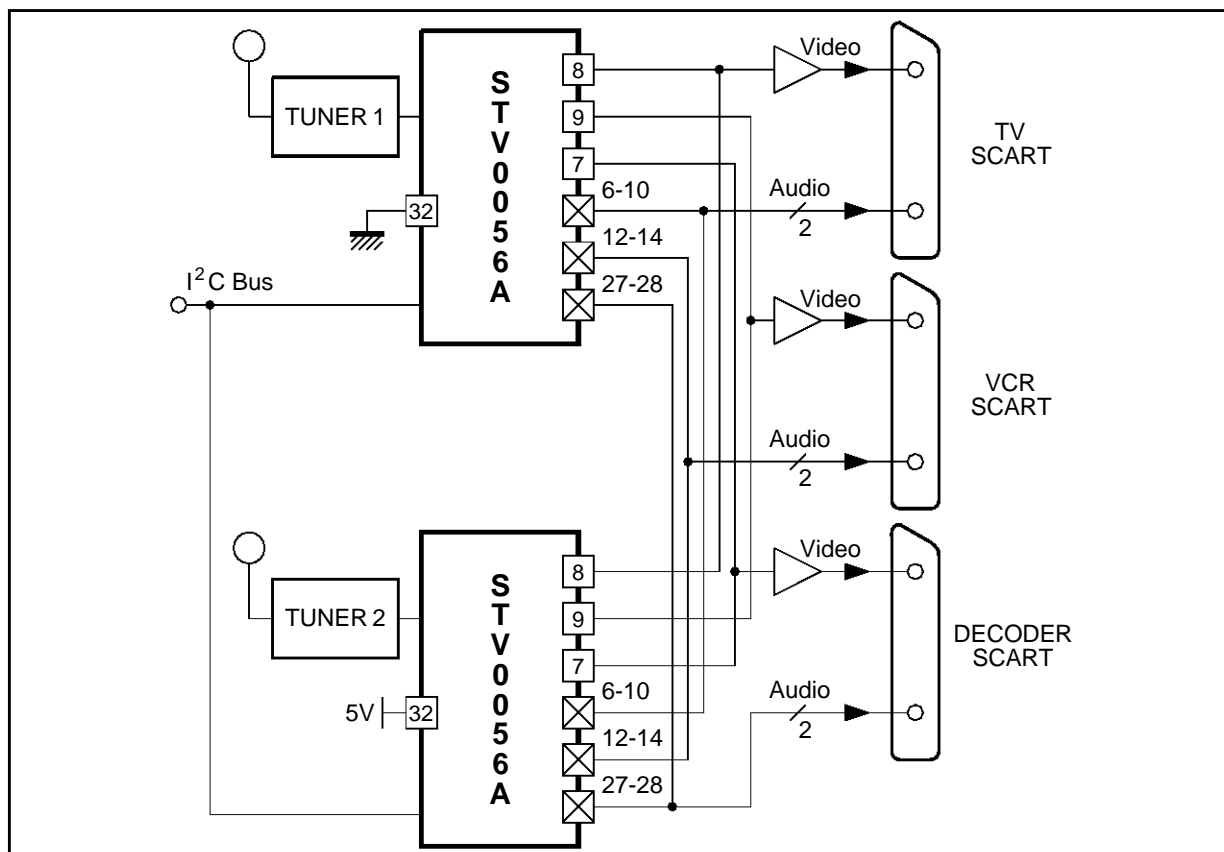 TUNER 1
STV0056A
8
9
7
6-10
12-14
27-28
32
I²C Bus
Video
Audio
2
TV
SCART
Video
Audio
2
VCR
SCART
TUNER 2
STV0056A
8
9
7
6-10
12-14
27-28
5V
32
Video
Audio
2
DECODER
SCART